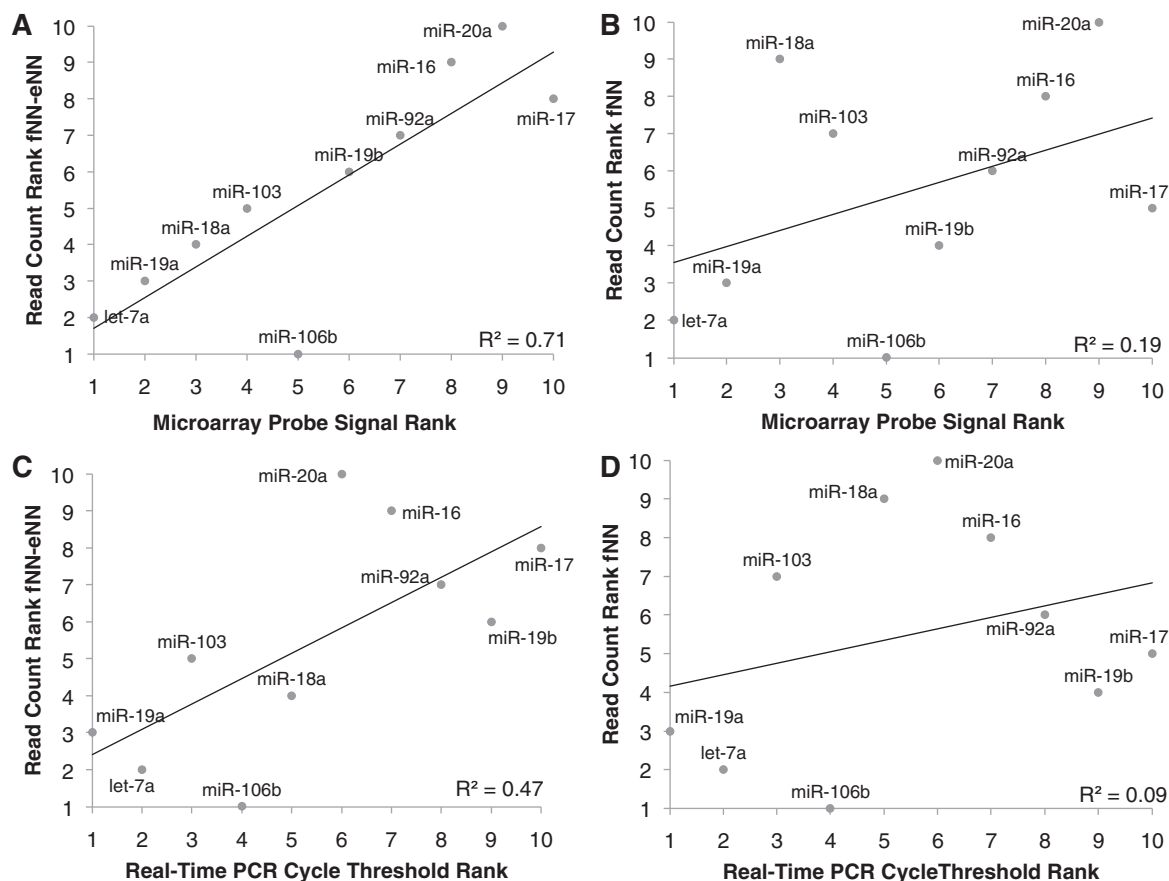 A
Read Count Rank fNN-eNN
10
9
8
7
6
5
4
3
2
1
miR-20a
miR-16
miR-17
miR-92a
miR-19b
miR-103
miR-18a
miR-19a
let-7a
miR-106b
R² = 0.71
1 2 3 4 5 6 7 8 9 10
Microarray Probe Signal Rank
B
Read Count Rank fNN
10
9
8
7
6
5
4
3
2
1
miR-20a
miR-18a
miR-16
miR-103
miR-92a
miR-17
miR-19b
miR-19a
let-7a
miR-106b
R² = 0.19
1 2 3 4 5 6 7 8 9 10
Microarray Probe Signal Rank
C
Read Count Rank fNN-eNN
10
9
8
7
6
5
4
3
2
1
miR-20a
miR-16
miR-17
miR-92a
miR-19b
miR-103
miR-18a
miR-19a
let-7a
miR-106b
R² = 0.47
1 2 3 4 5 6 7 8 9 10
Real-Time PCR Cycle Threshold Rank
D
Read Count Rank fNN
10
9
8
7
6
5
4
3
2
1
miR-20a
miR-18a
miR-16
miR-103
miR-92a
miR-17
miR-19b
miR-19a
let-7a
miR-106b
R² = 0.09
1 2 3 4 5 6 7 8 9 10
Real-Time PCR CycleThreshold Rank